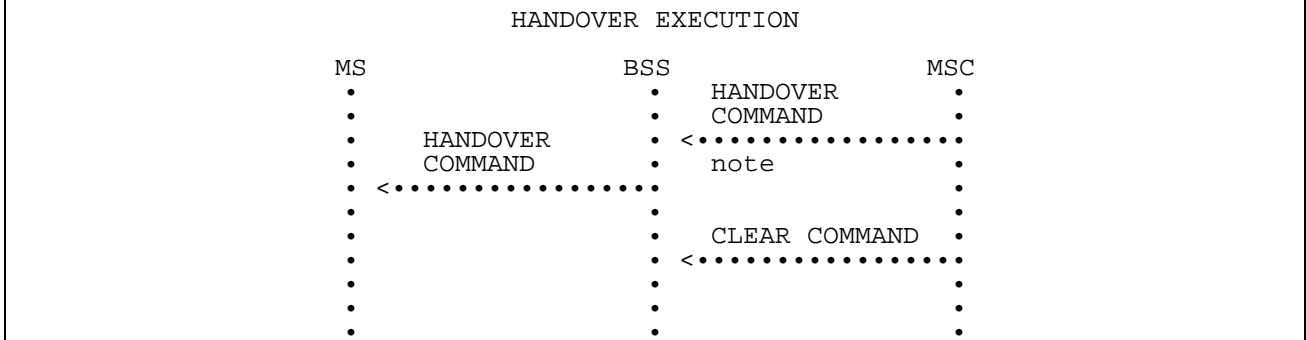 HANDOVER EXECUTION
MS BSS MSC
HANDOVER
COMMAND
HANDOVER
COMMAND note
CLEAR COMMAND